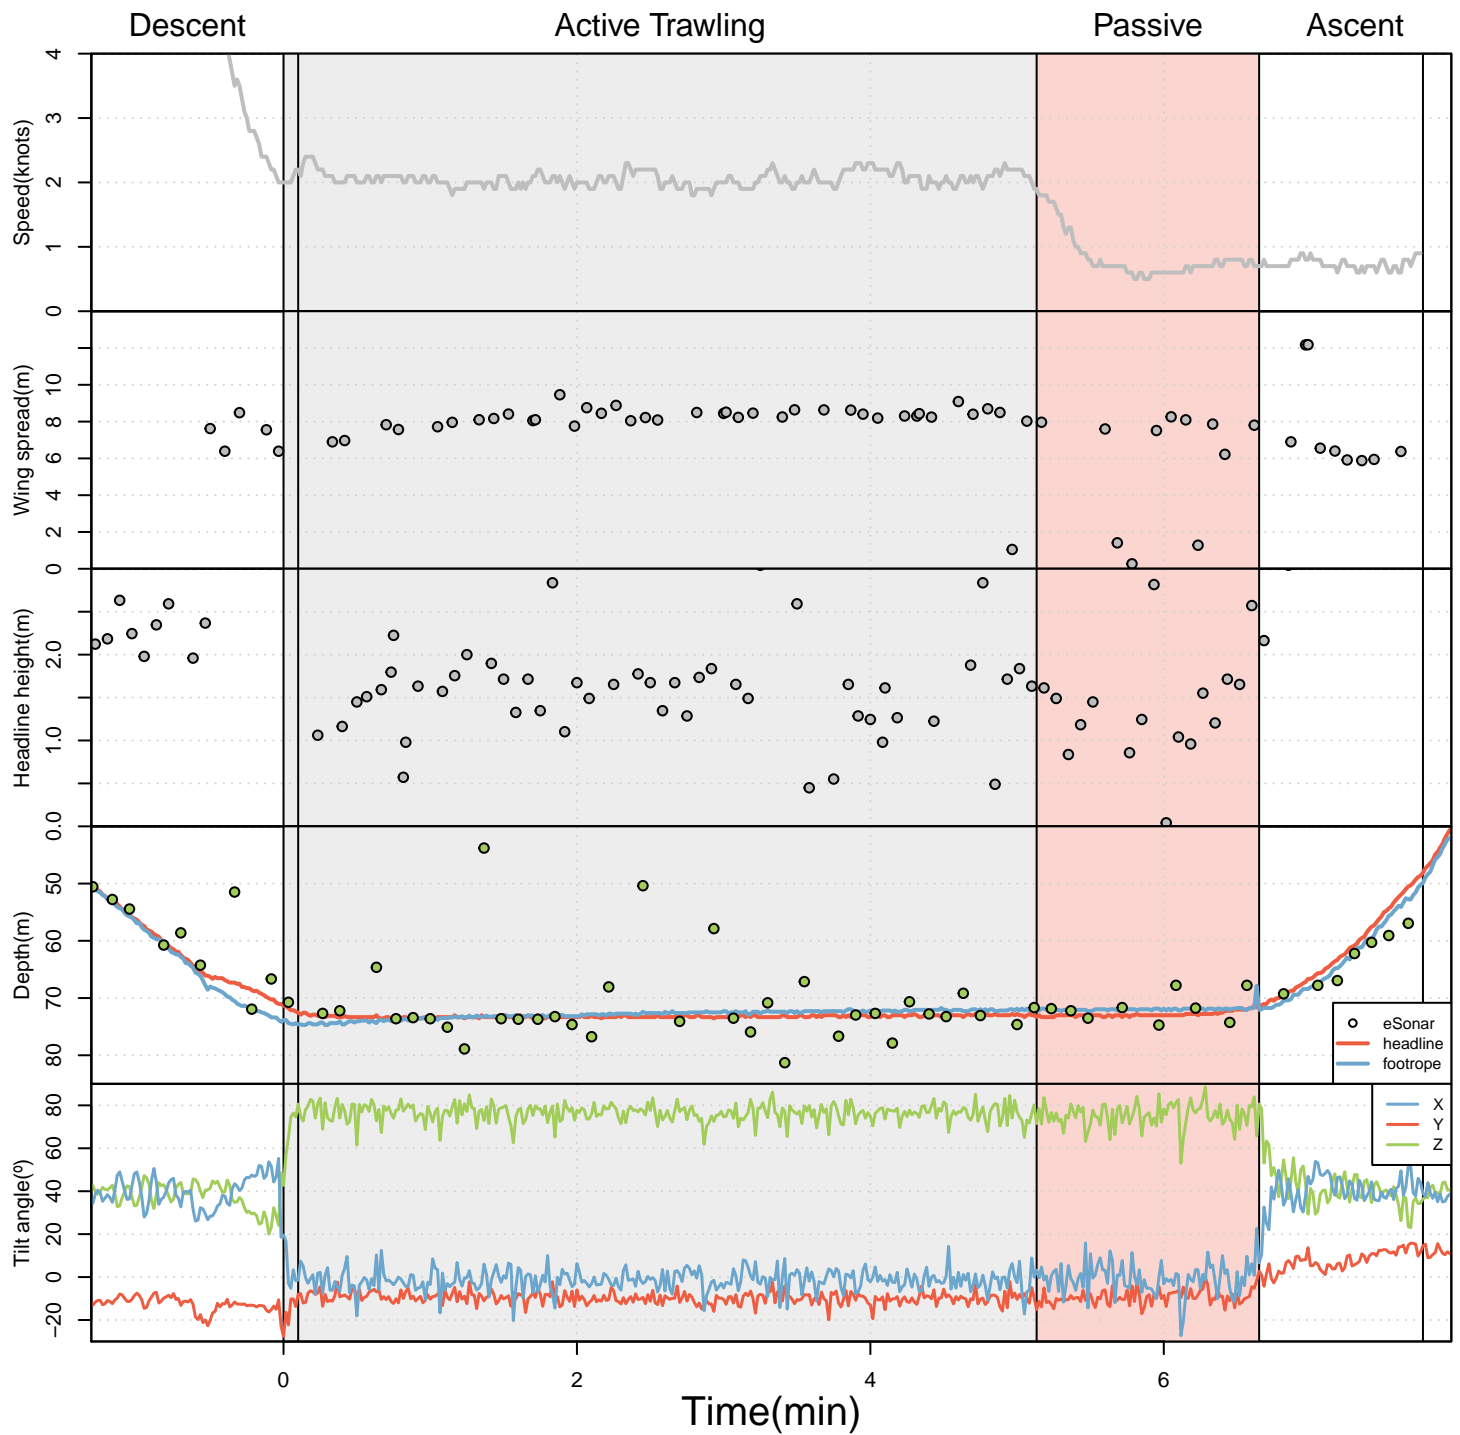 Descent Active Trawling Passive Ascent
Speed(knots)
4
3
2
1
0
Wing spread(m)
10
8
6
4
2
0
Headline height(m)
2.0
1.0
0.0
Depth(m)
50
60
70
80
eSonar
headline
footrope
Tilt angle(º)
80
60
40
20
0
−20
X
Y
Z
0 2 4 6
Time(min)